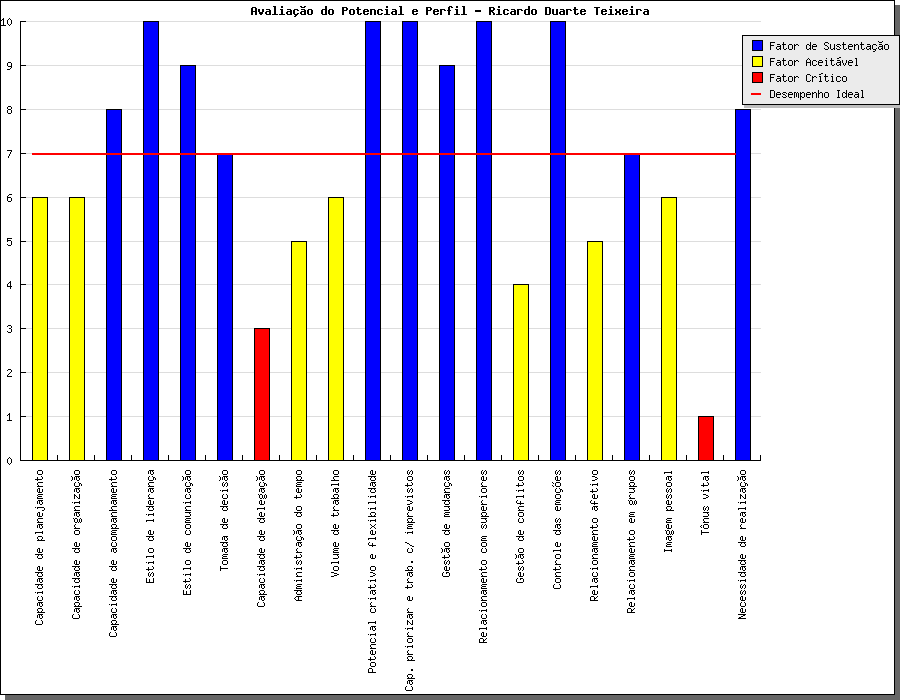 Avaliação do Potencial e Perfil - Ricardo Duarte Teixeira
Fator de Sustentação
Fator Aceitável
Fator Crítico
Desempenho Ideal
10
9
8
7
6
5
4
3
2
1
0
Capacidade de planejamento
Capacidade de organização
Capacidade de acompanhamento
Estilo de liderança
Estilo de comunicação
Tomada de decisão
Capacidade de delegação
Administração do tempo
Volume de trabalho
Potencial criativo e flexibilidade
Cap. priorizar e trab. c/ imprevistos
Gestão de mudanças
Relacionamento com superiores
Gestão de conflitos
Controle das emoções
Relacionamento afetivo
Relacionamento em grupos
Imagem pessoal
Tônus vital
Necessidade de realização